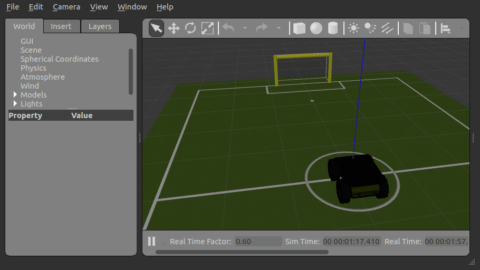 File Edit Camera View Window Help
World Insert Layers
GUI
Scene
Spherical Coordinates
Physics
Atmosphere
Wind
Models
Lights
Property Value
Real Time Factor: 0.60 Sim Time: 00 00:01:17.410 Real Time: 00 00:01:57.